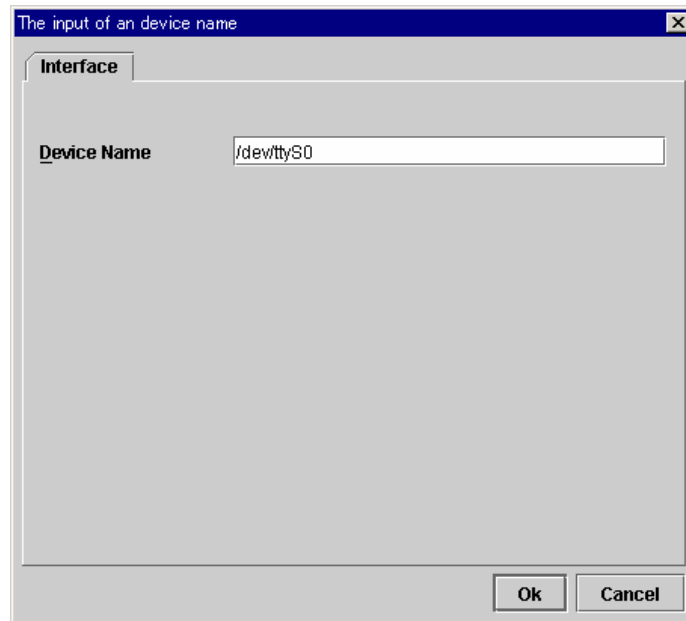 The input of an device name
Interface
Device Name
/dev/ttyS0
Ok
Cancel